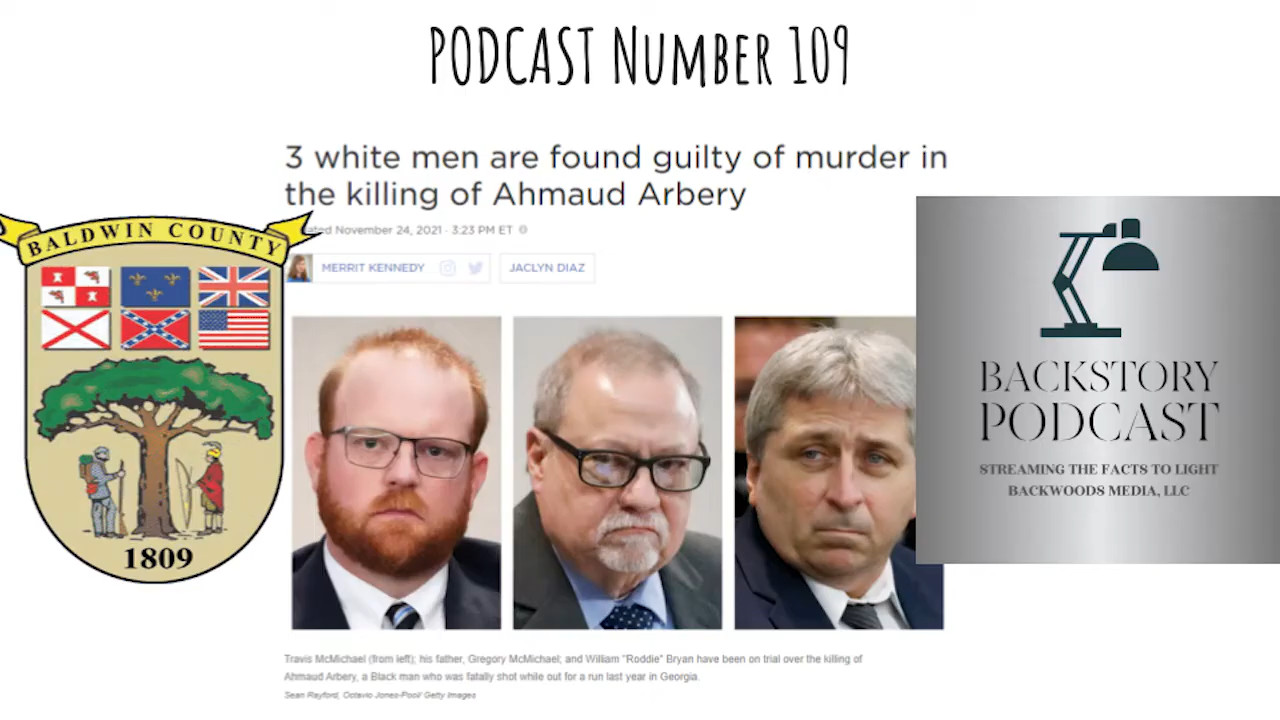 PODCAST NUMBER 109
3 white men are found guilty of murder in
the killing of Ahmaud Arbery
November 24, 2021 · 3:23 PM ET
MERRIT KENNEDY
JACLYN DIAZ
BALDWIN COUNTY
1809
BACKSTORY
PODCAST
STREAMING THE FACTS TO LIGHT
BACKWOODS MEDIA, LLC
Travis McMichael (from left); his father, Gregory McMichael; and William "Roddie" Bryan have been on trial over the killing of
Ahmaud Arbery, a Black man who was fatally shot while out for a run last year in Georgia.
Sean Rayford, Octavio Jones-Pool/ Getty Images